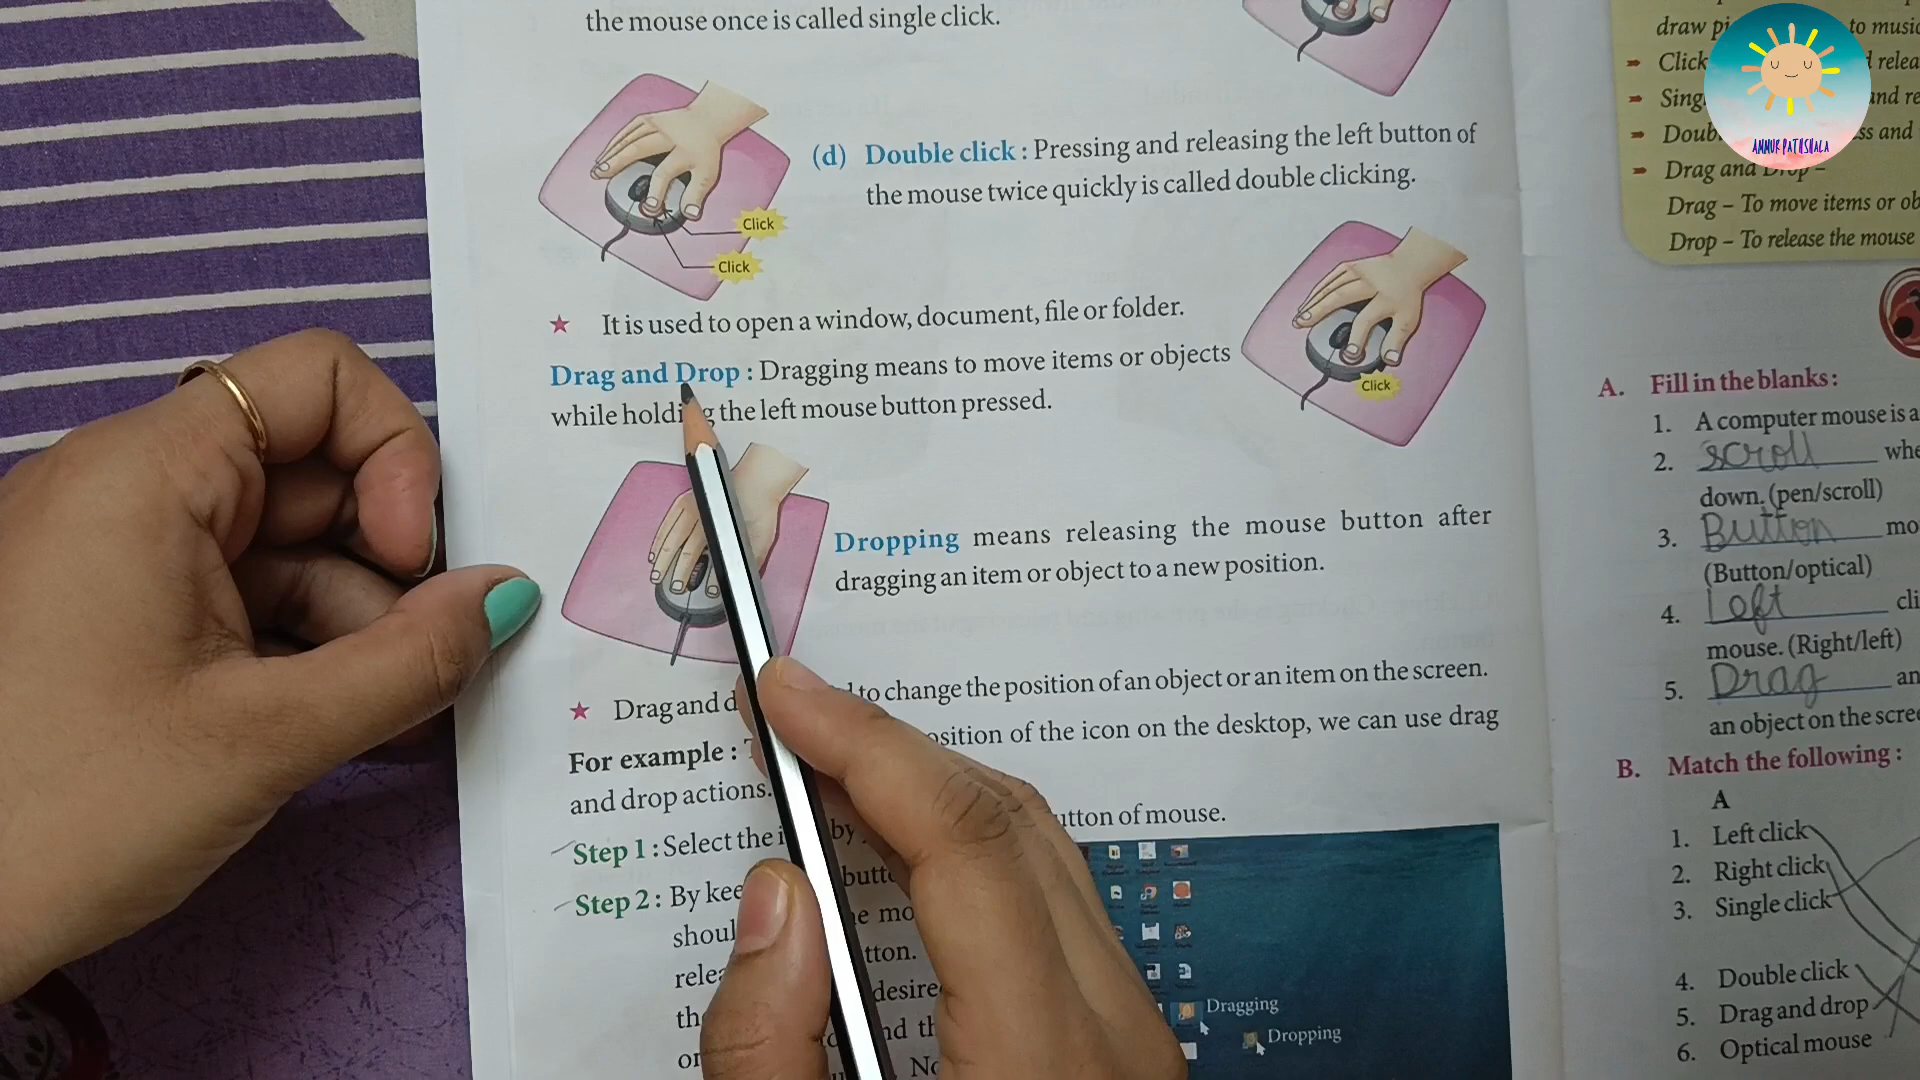 the mouse once is called single click.
(d) Double click : Pressing and releasing the left button of
the mouse twice quickly is called double clicking.
Click
Click
★ It is used to open a window, document, file or folder.
Drag and Drop : Dragging means to move items or objects
while holding the left mouse button pressed.
Click
Dropping means releasing the mouse button after
dragging an item or object to a new position.
★ Drag and to change the position of an object or an item on the screen.
For example : of the icon on the desktop, we can use drag
and drop actions.
Step 1 : Select the by of mouse.
Step 2 : By
desire
Dragging
Dropping
draw to music
Click
and
and
Drag and Drop –
Drag – To move items or
Drop – To release the mouse
AMMUR PATHSHALA
A. Fill in the blanks :
1. A computer mouse is a
2. scroll
down. (pen/scroll)
3. Button
(Button/optical)
4. Left
mouse. (Right/left)
5. Drag
an object on the
B. Match the following :
A
1. Left click
2. Right click
3. Single click
4. Double click
5. Drag and drop
6. Optical mouse